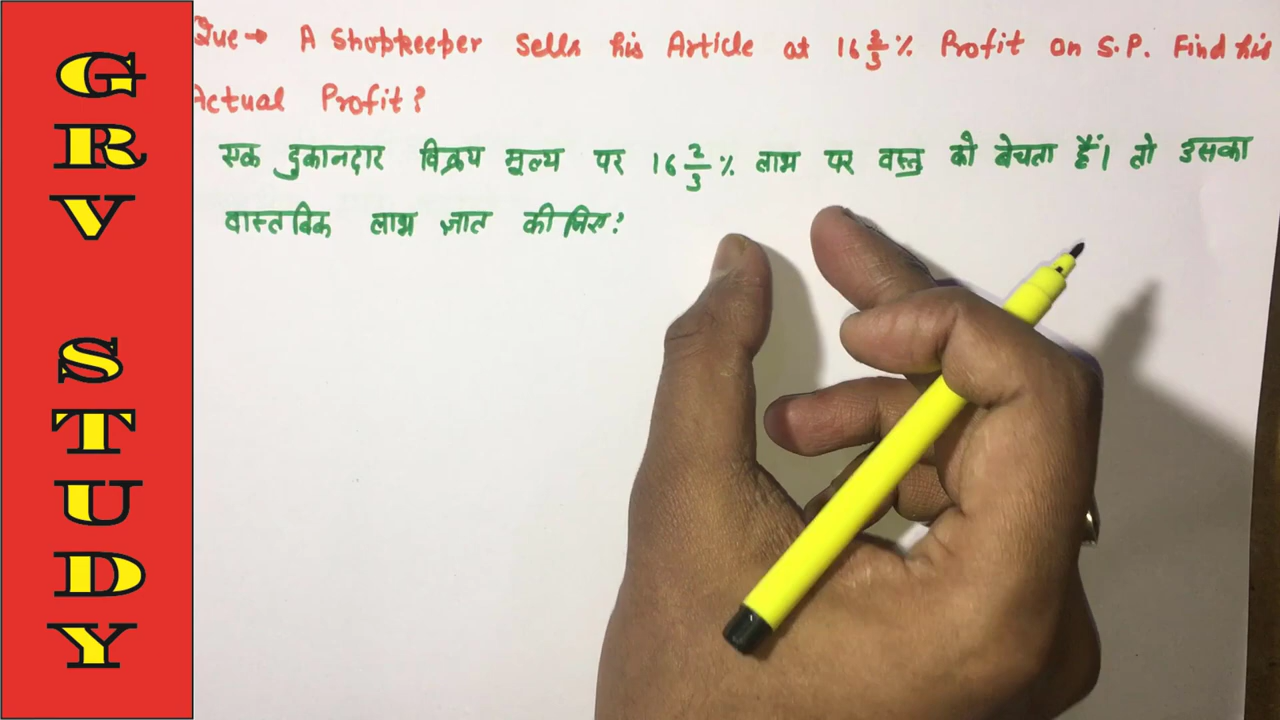 GRV STUDY
Que→ A Shopkeeper Sells his Article at 16 2/3 % Profit on S.P. Find his
Actual Profit?
एक दुकानदार विक्रय मूल्य पर 16 2/3 % लाभ पर वस्तु को बेचता हैं। तो उसका
वास्तविक लाभ ज्ञात कीजिए?